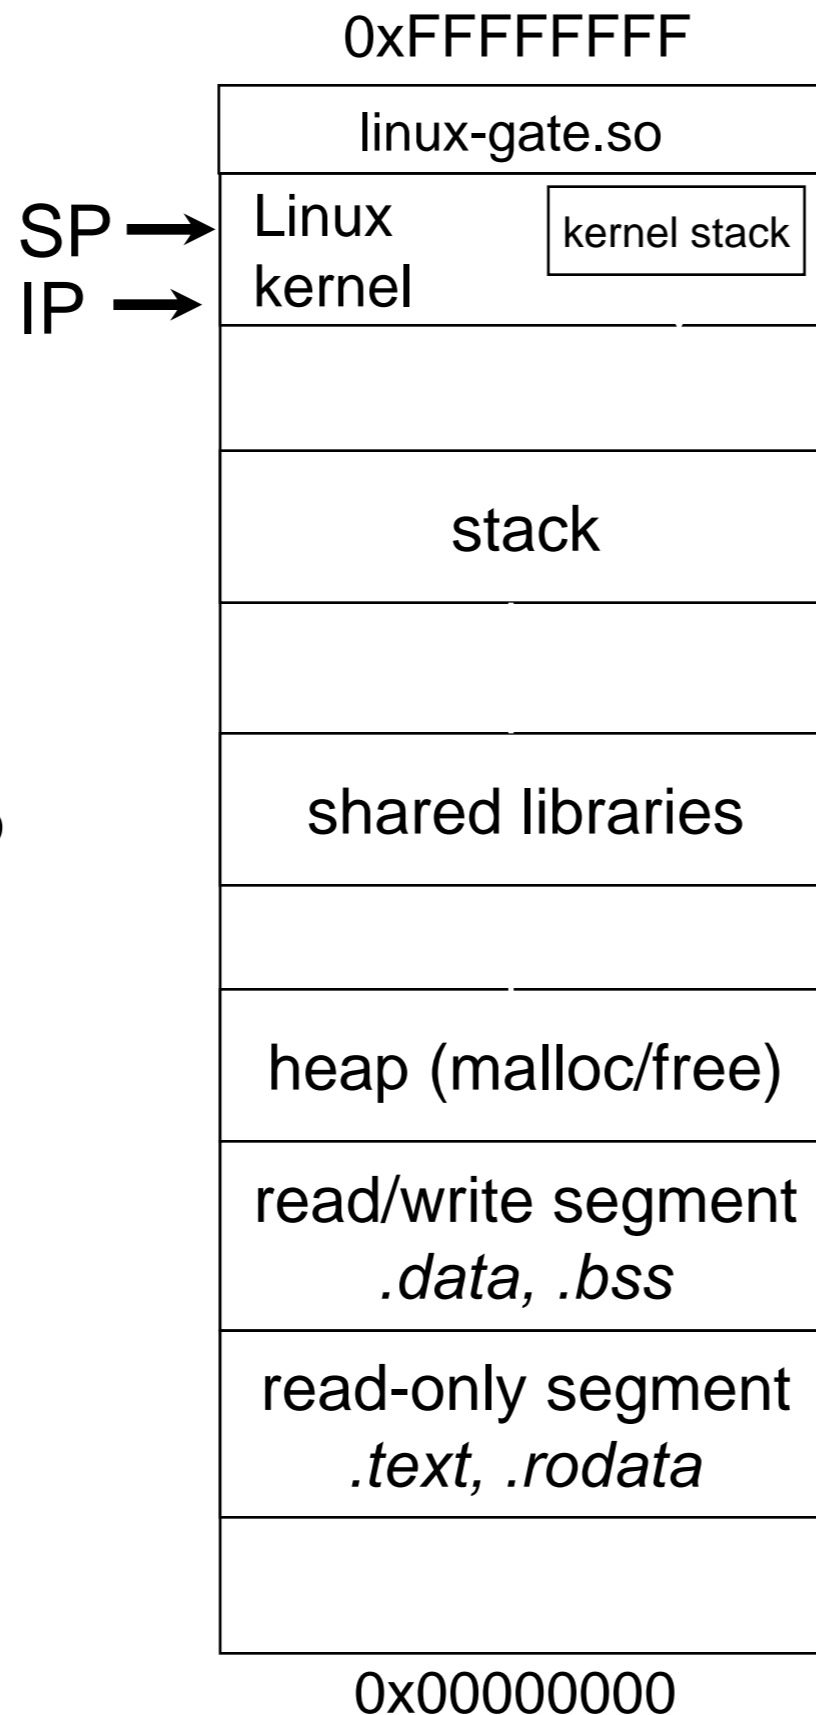 0xFFFFFFFF
linux-gate.so
SP
Linux
kernel stack
IP
kernel
stack
shared libraries
heap (malloc/free)
read/write segment
.data, .bss
read-only segment
.text, .rodata
0x00000000